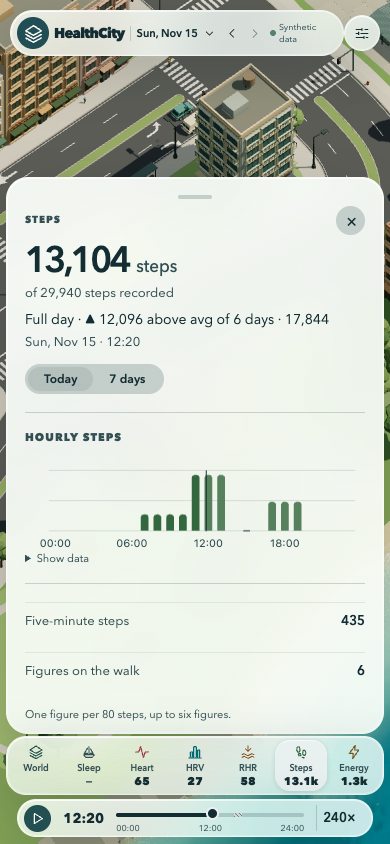 HealthCity
Sun, Nov 15
Synthetic
data
STEPS
13,104 steps
of 29,940 steps recorded
Full day · ▲ 12,096 above avg of 6 days · 17,844
Sun, Nov 15 · 12:20
Today 7 days
HOURLY STEPS
00:00 06:00 12:00 18:00
Show data
Five-minute steps 435
Figures on the walk 6
One figure per 80 steps, up to six figures.
World Sleep Heart HRV RHR Steps Energy
– 65 27 58 13.1k 1.3k
12:20 240×
00:00 12:00 24:00